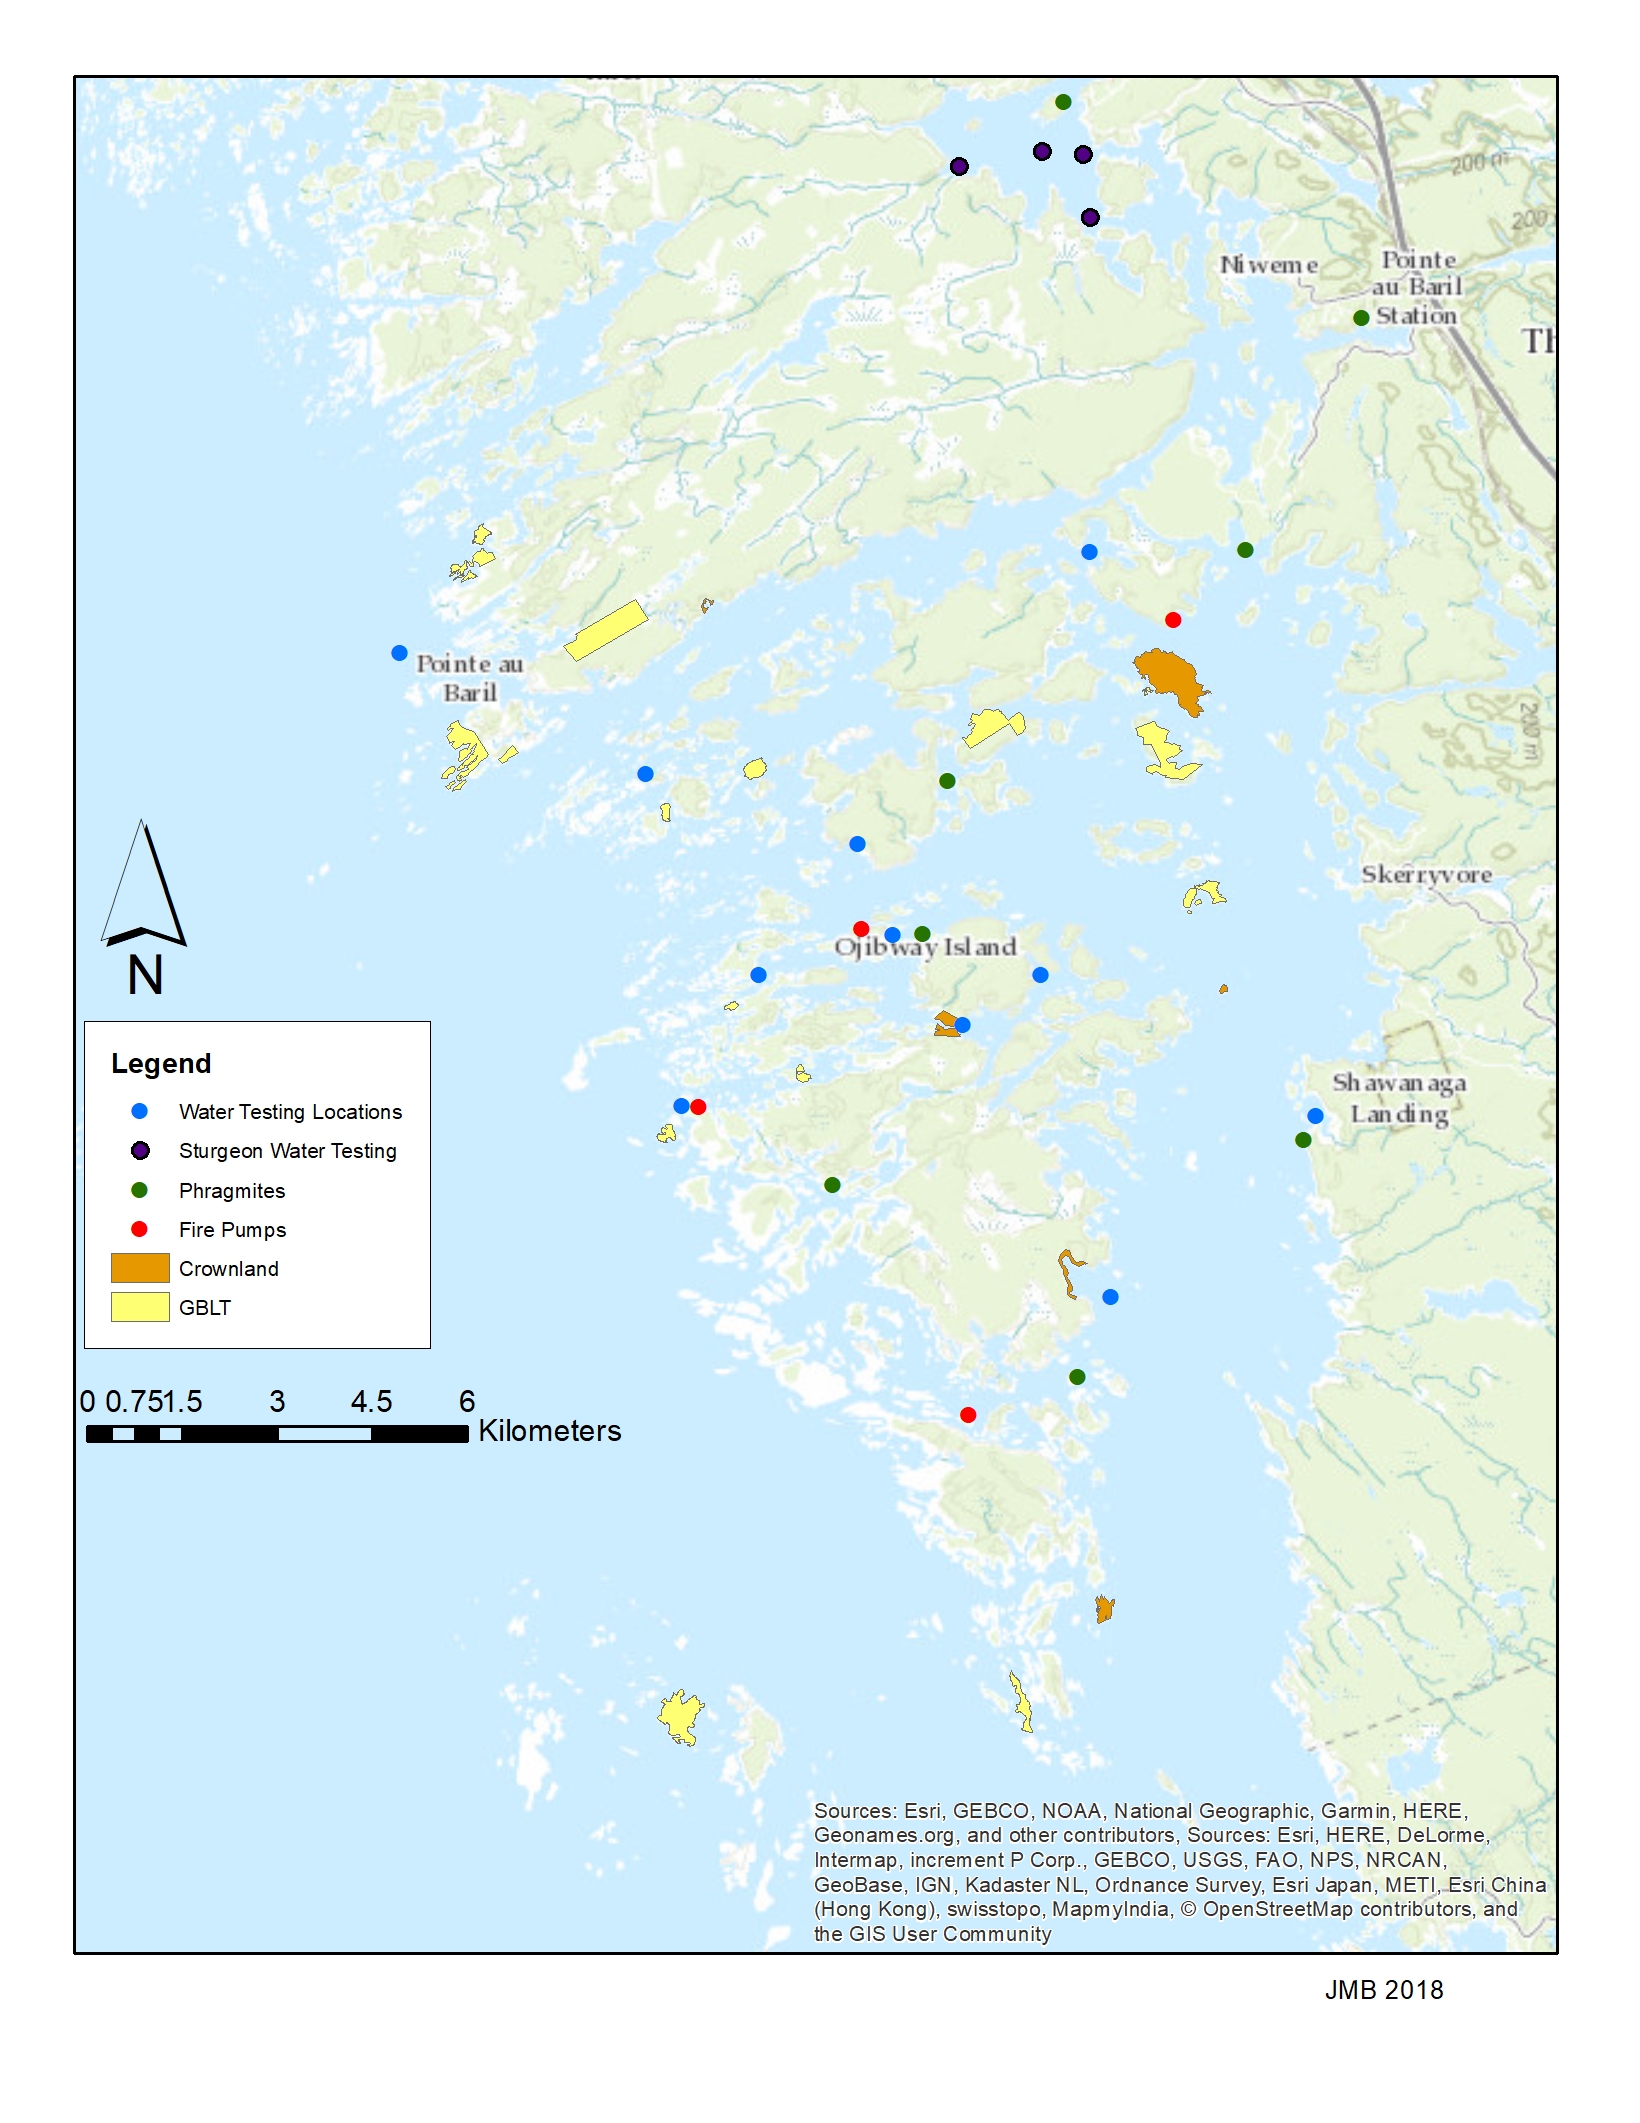 200 m
200
Niweme
Pointe
au Baril
Station
Th
Pointe au
Baril
200 m
Skerryvore
Ojibway Island
N
Shawanaga
Landing
Legend
Water Testing Locations
Sturgeon Water Testing
Phragmites
Fire Pumps
Crownland
GBLT
0 0.751.5 3 4.5 6
Kilometers
Sources: Esri, GEBCO, NOAA, National Geographic, Garmin, HERE,
Geonames.org, and other contributors, Sources: Esri, HERE, DeLorme,
Intermap, increment P Corp., GEBCO, USGS, FAO, NPS, NRCAN,
GeoBase, IGN, Kadaster NL, Ordnance Survey, Esri Japan, METI, Esri China
(Hong Kong), swisstopo, MapmyIndia, © OpenStreetMap contributors, and
the GIS User Community
JMB 2018